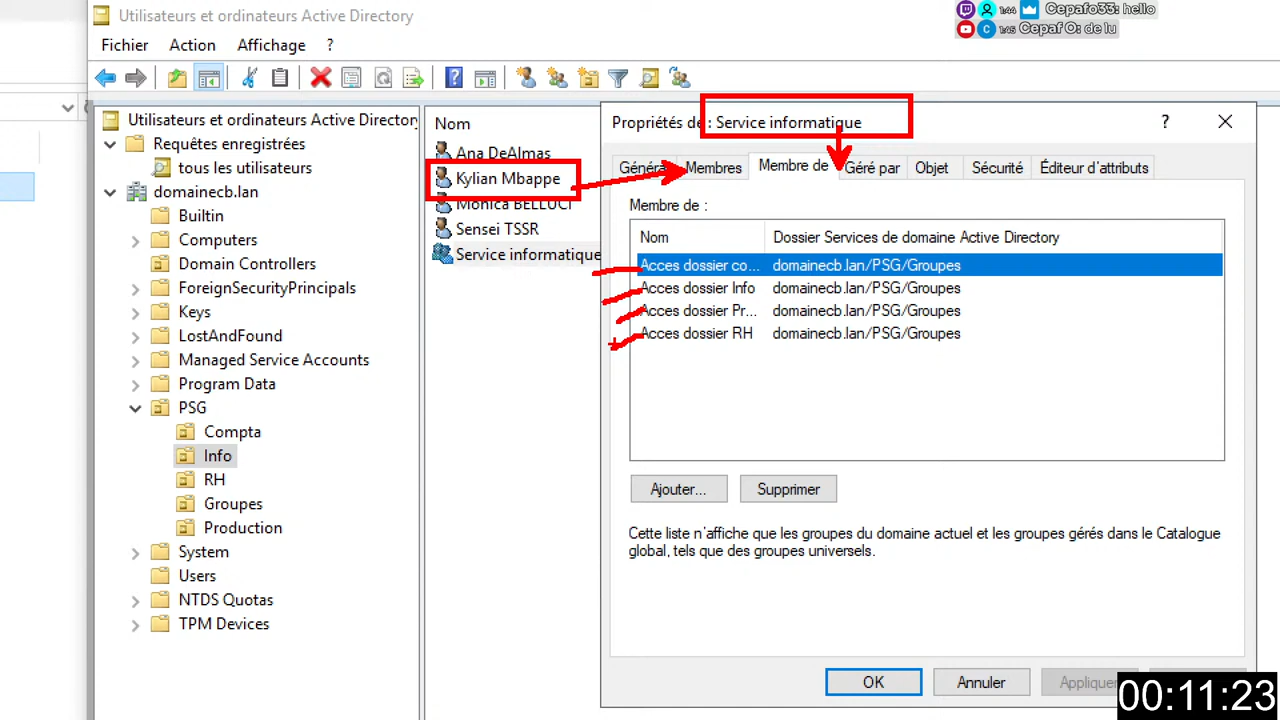 Utilisateurs et ordinateurs Active Directory
1:44 Cepafo33: hello
C 1:45 Cepaf O: de lu
Fichier Action Affichage ?
Utilisateurs et ordinateurs Active Directory
Requêtes enregistrées
tous les utilisateurs
domainecb.lan
Builtin
Computers
Domain Controllers
ForeignSecurityPrincipals
Keys
LostAndFound
Managed Service Accounts
Program Data
PSG
Compta
Info
RH
Groupes
Production
System
Users
NTDS Quotas
TPM Devices
Nom
Ana DeAlmas
Kylian Mbappe
Monica BELLUCI
Sensei TSSR
Service informatique
Propriétés de : Service informatique
?
Général Membres Membre de Géré par Objet Sécurité Éditeur d'attributs
Membre de :
Nom Dossier Services de domaine Active Directory
Acces dossier co... domainecb.lan/PSG/Groupes
Acces dossier Info domainecb.lan/PSG/Groupes
Acces dossier Pr... domainecb.lan/PSG/Groupes
Acces dossier RH domainecb.lan/PSG/Groupes
Ajouter... Supprimer
Cette liste n'affiche que les groupes du domaine actuel et les groupes gérés dans le Catalogue
global, tels que des groupes universels.
OK Annuler Appliquer
00:11:23